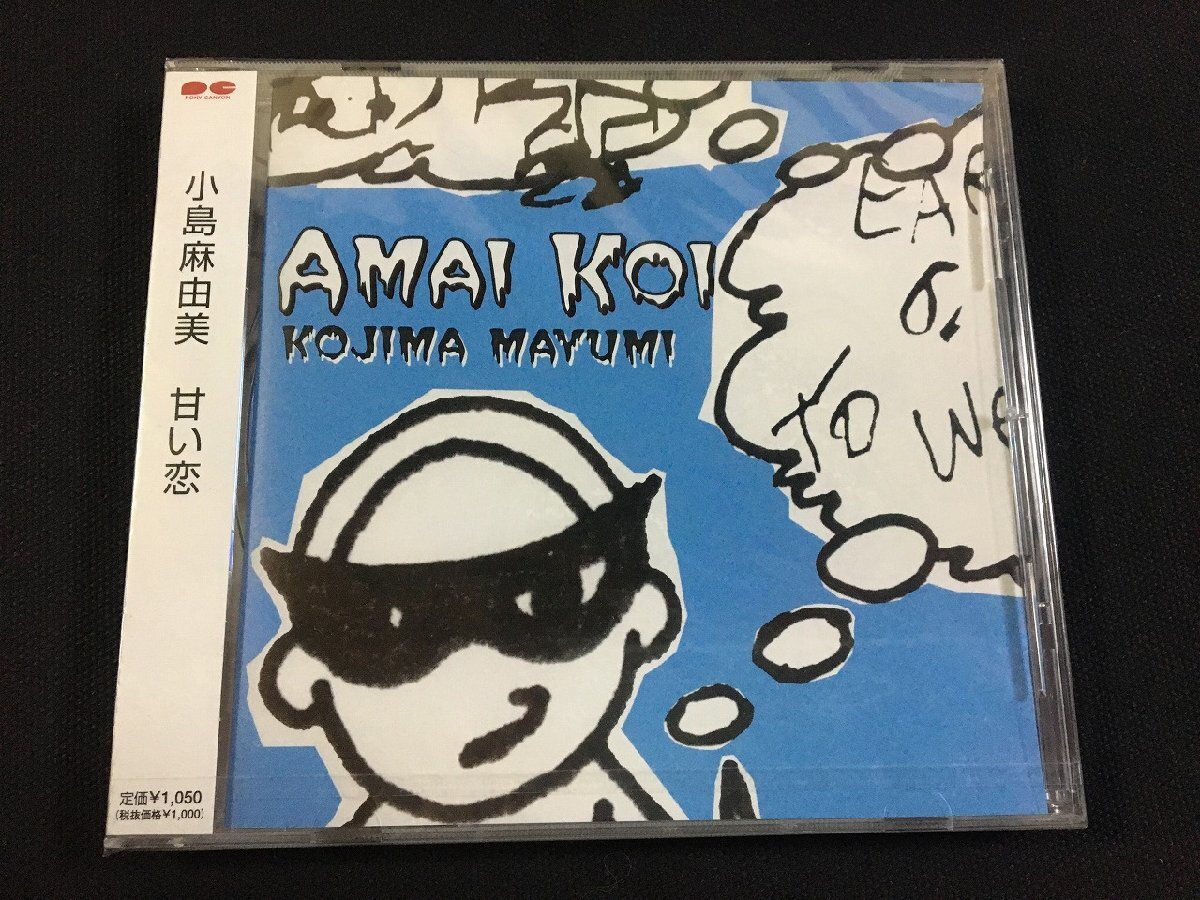 PONY CANYON
小島麻由美 甘い恋
定価¥1,050
(税抜価格¥1,000)
AMAI KOI
KOJIMA MAYUMI
TO